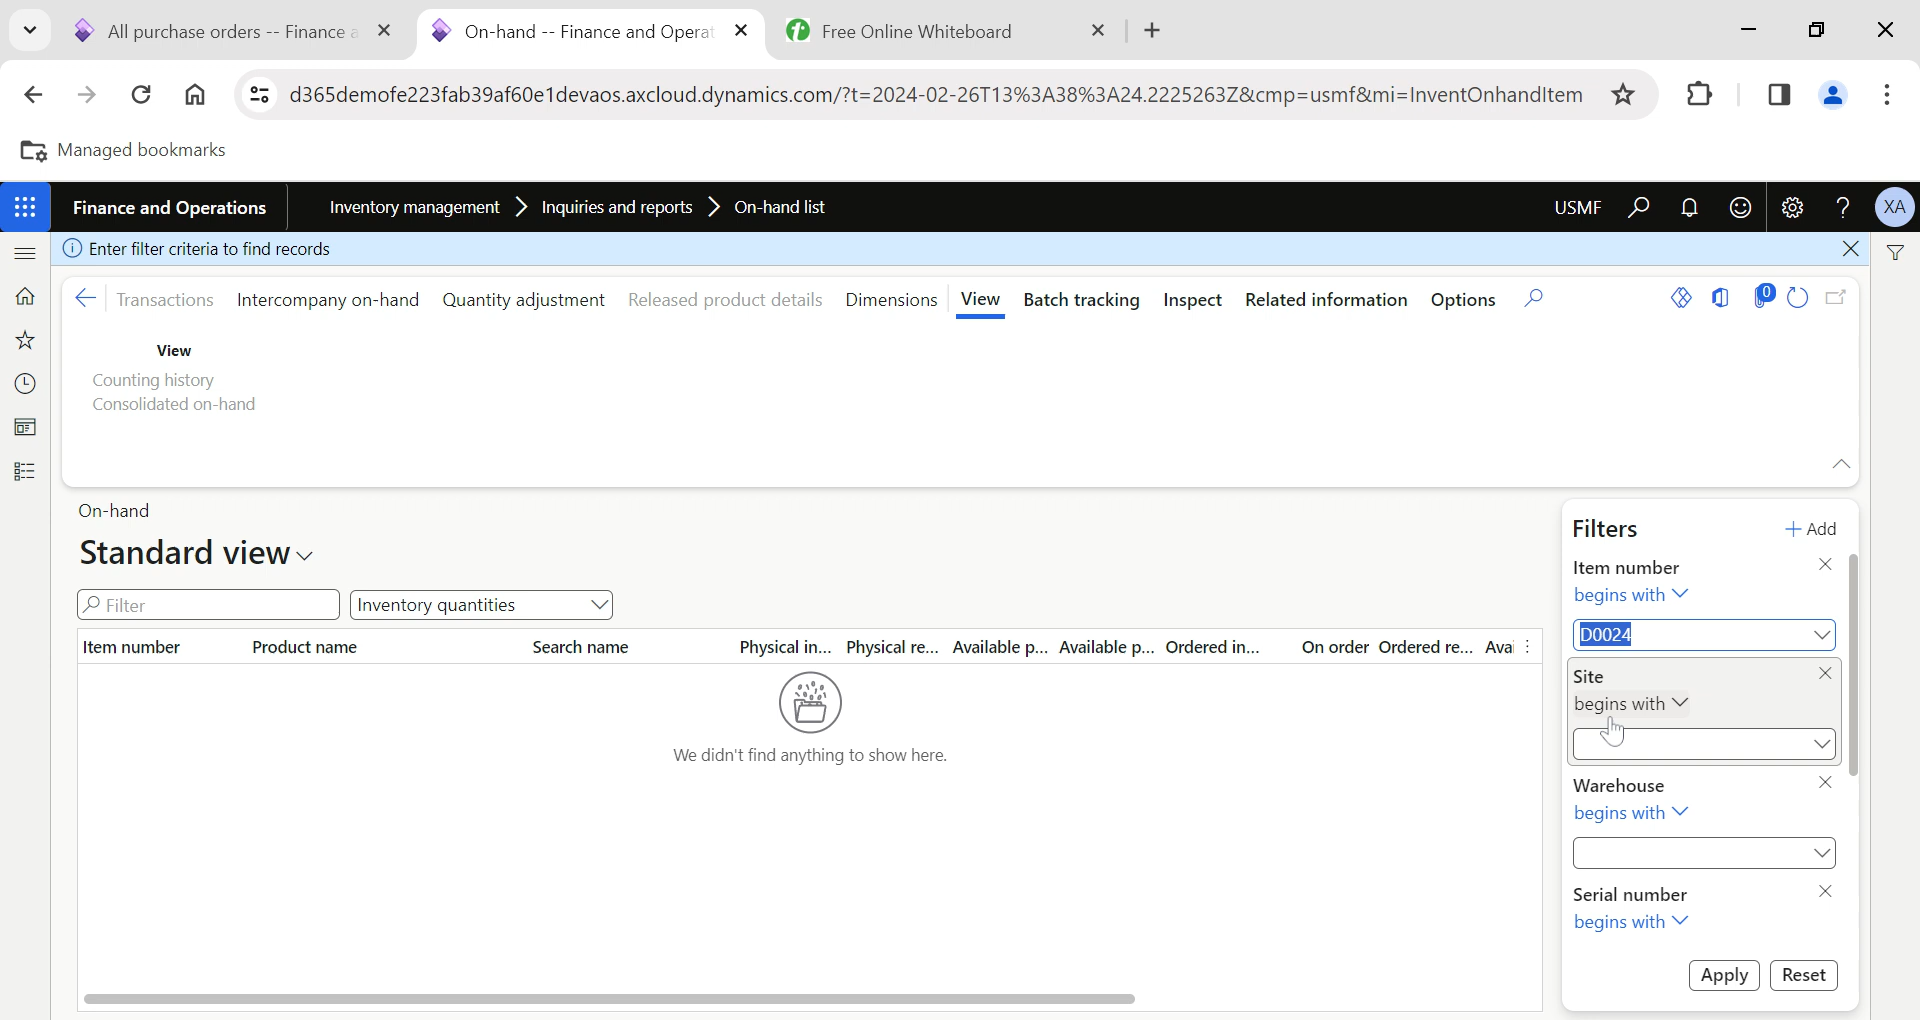 All purchase orders -- Finance a
On-hand -- Finance and Operat
Free Online Whiteboard
d365demofe223fab39af60e1devaos.axcloud.dynamics.com/?t=2024-02-26T13%3A38%3A24.2225263Z&cmp=usmf&mi=InventOnhandItem
Managed bookmarks
Finance and Operations
Inventory management
Inquiries and reports
On-hand list
USMF
XA
Enter filter criteria to find records
Transactions
Intercompany on-hand
Quantity adjustment
Released product details
Dimensions
View
Batch tracking
Inspect
Related information
Options
0
View
Counting history
Consolidated on-hand
On-hand
Standard view
Filter
Inventory quantities
Item number
Product name
Search name
Physical in...
Physical re...
Available p...
Available p...
Ordered in...
On order
Ordered re...
Avai
We didn't find anything to show here.
Filters
Add
Item number
begins with
D0024
Site
begins with
Warehouse
begins with
Serial number
begins with
Apply
Reset